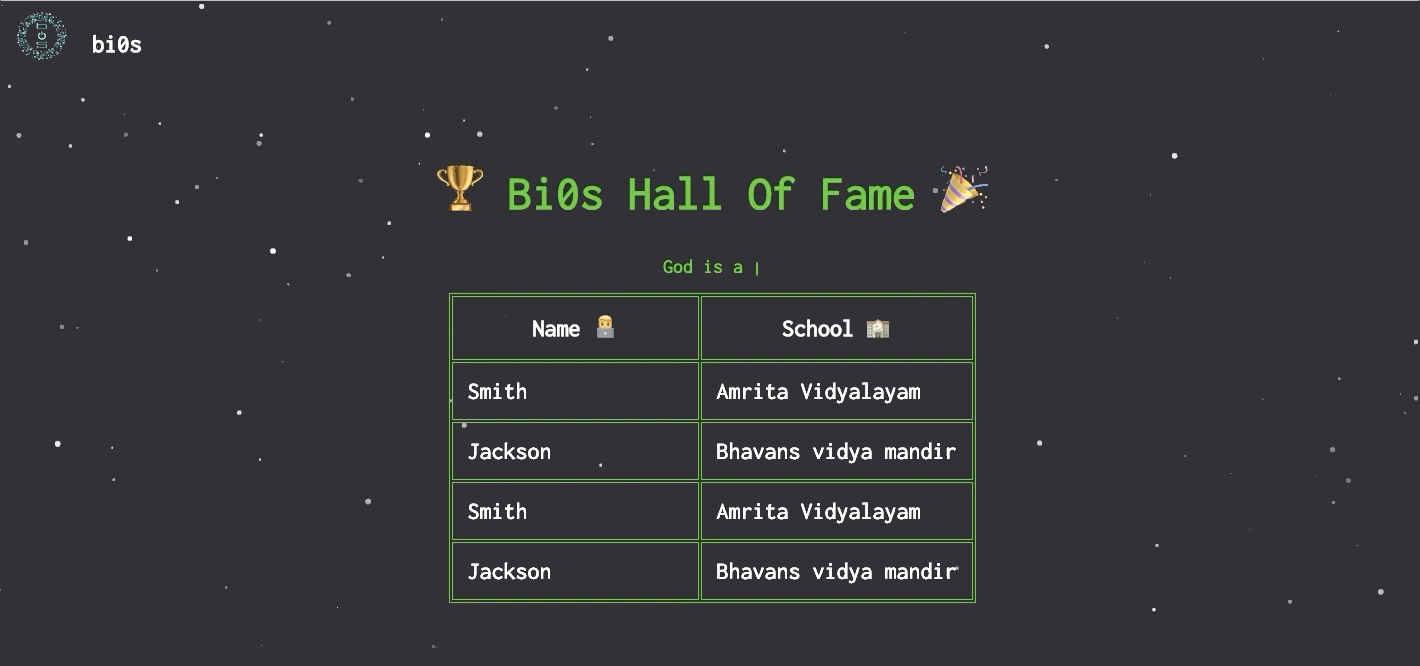 bi0s
🏆 Bi0s Hall Of Fame 🎉
God is a |
Name 👨‍💻 School 🏫
Smith Amrita Vidyalayam
Jackson Bhavans vidya mandir
Smith Amrita Vidyalayam
Jackson Bhavans vidya mandir